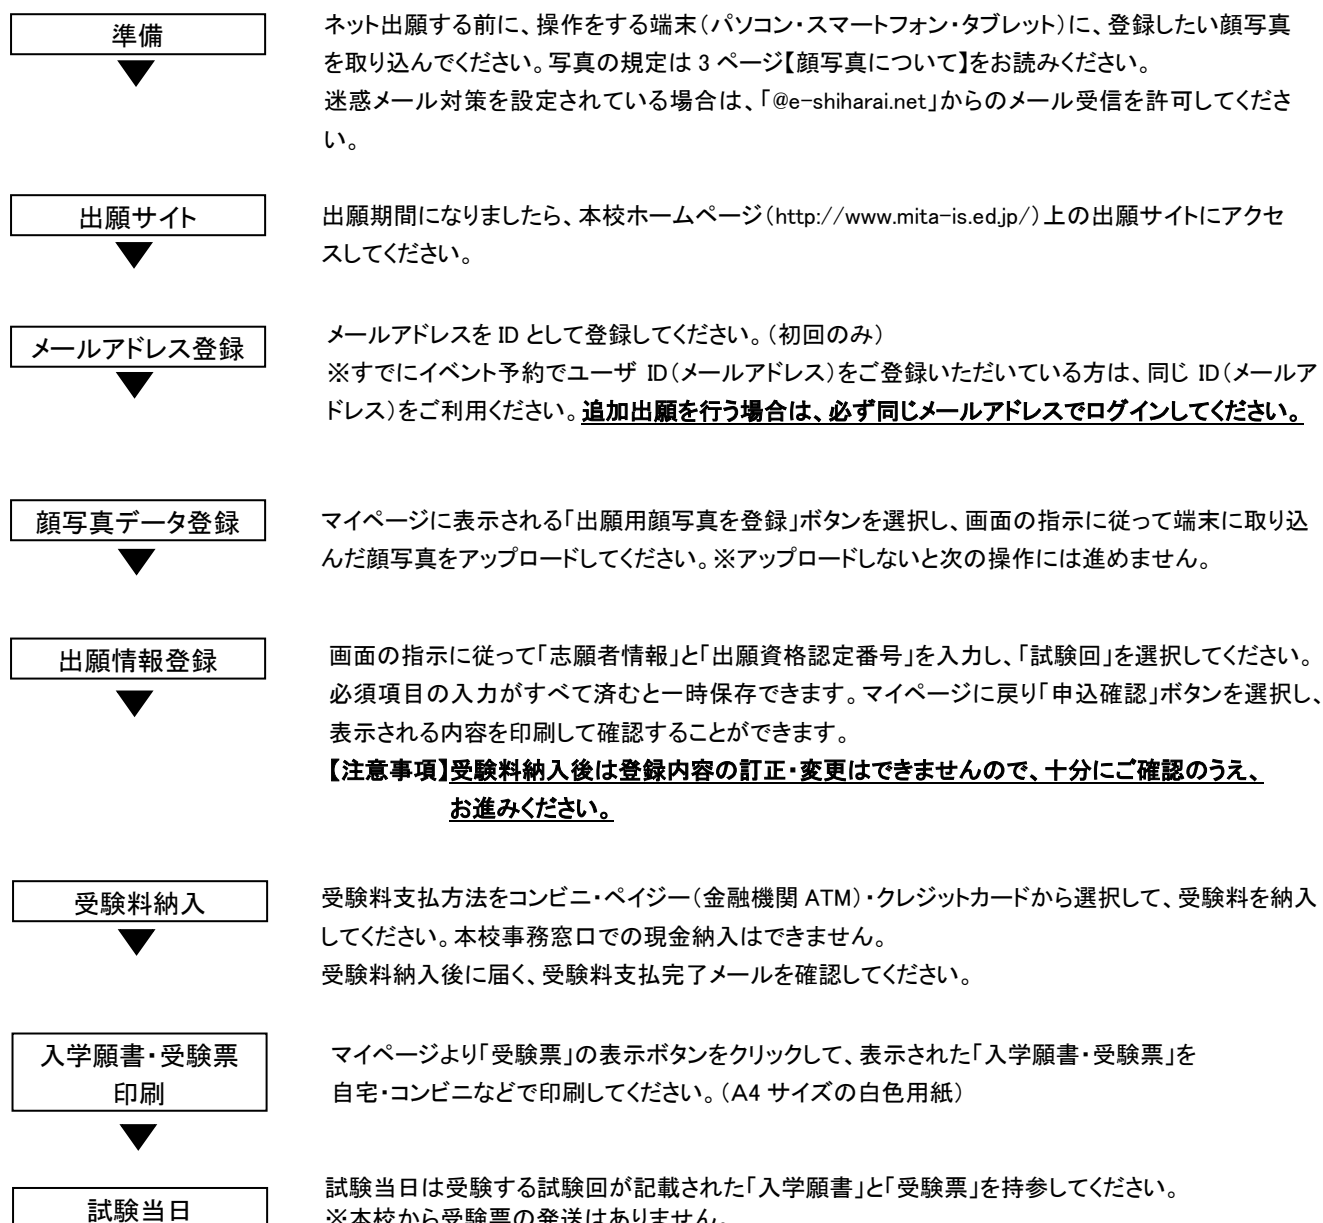 準備
ネット出願する前に、操作をする端末（パソコン・スマートフォン・タブレット）に、登録したい顔写真
を取り込んでください。写真の規定は 3 ページ【顔写真について】をお読みください。
迷惑メール対策を設定されている場合は、「@e-shiharai.net」からのメール受信を許可してくださ
い。
出願サイト
出願期間になりましたら、本校ホームページ（http://www.mita-is.ed.jp/）上の出願サイトにアクセ
スしてください。
メールアドレス登録
メールアドレスを ID として登録してください。（初回のみ）
※すでにイベント予約でユーザ ID（メールアドレス）をご登録いただいている方は、同じ ID（メールア
ドレス）をご利用ください。追加出願を行う場合は、必ず同じメールアドレスでログインしてください。
顔写真データ登録
マイページに表示される「出願用顔写真を登録」ボタンを選択し、画面の指示に従って端末に取り込
んだ顔写真をアップロードしてください。※アップロードしないと次の操作には進めません。
出願情報登録
画面の指示に従って「志願者情報」と「出願資格認定番号」を入力し、「試験回」を選択してください。
必須項目の入力がすべて済むと一時保存できます。マイページに戻り「申込確認」ボタンを選択し、
表示される内容を印刷して確認することができます。
【注意事項】受験料納入後は登録内容の訂正・変更はできませんので、十分にご確認のうえ、
お進みください。
受験料納入
受験料支払方法をコンビニ・ペイジー（金融機関 ATM）・クレジットカードから選択して、受験料を納入
してください。本校事務窓口での現金納入はできません。
受験料納入後に届く、受験料支払完了メールを確認してください。
入学願書・受験票
印刷
マイページより「受験票」の表示ボタンをクリックして、表示された「入学願書・受験票」を
自宅・コンビニなどで印刷してください。（A4 サイズの白色用紙）
試験当日
試験当日は受験する試験回が記載された「入学願書」と「受験票」を持参してください。
※本校から受験票の発送はありません。